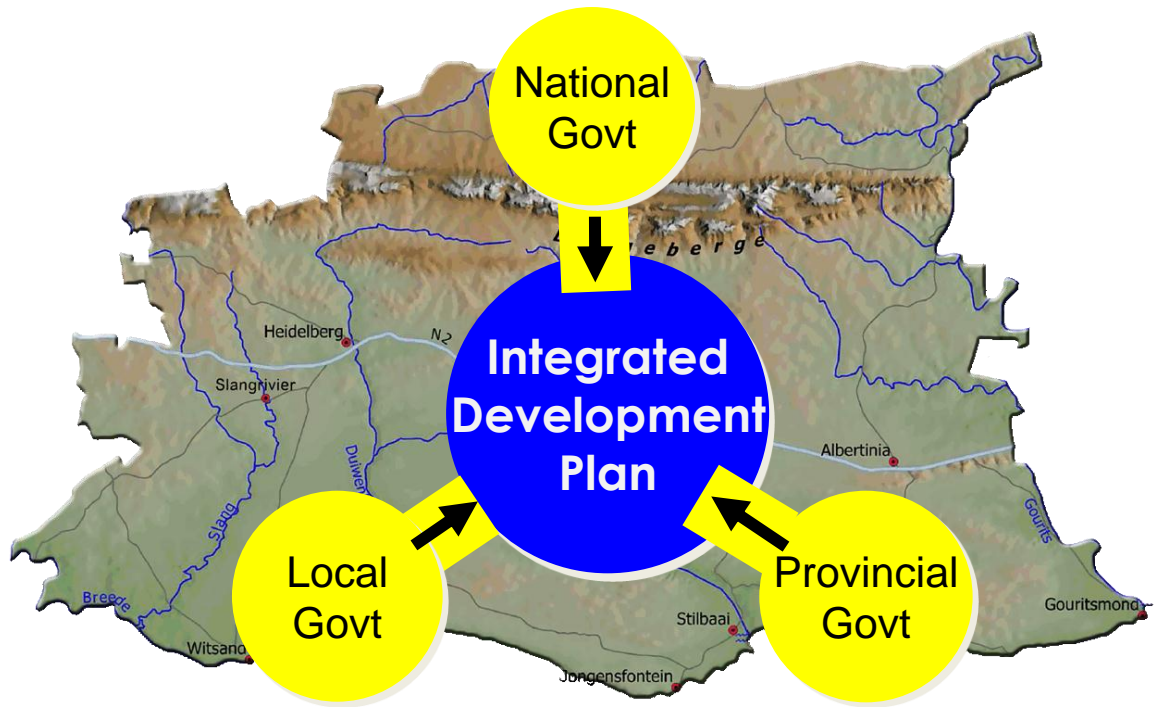 National
Govt
e b e r g e
Heidelberg
N2
Integrated
Development
Plan
Slangrivier
Albertinia
Slang
Gourits
Local
Govt
Provincial
Govt
Breede
Gouritsmond
Stilbaai
Witsand
Jongensfontein